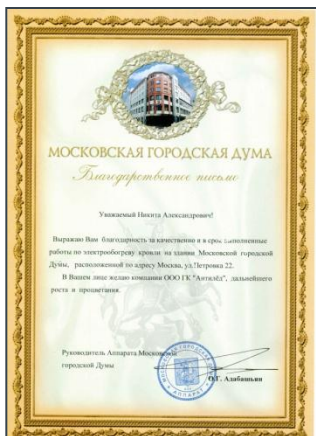 МОСКОВСКАЯ ГОРОДСКАЯ ДУМА
Благодарственное письмо
Уважаемый Никита Александрович!
Выражаю Вам благодарность за качественно и в срок выполненные
работы по электрообогреву кровли на здании Московской городской
Думы, расположенной по адресу Москва, ул.Петровка 22.
В Вашем лице желаю компании ООО ГК "Антилёд", дальнейшего
роста и процветания.
Руководитель Аппарата Московской
городской Думы
О.Г. Адабашьян
АППАРАТ